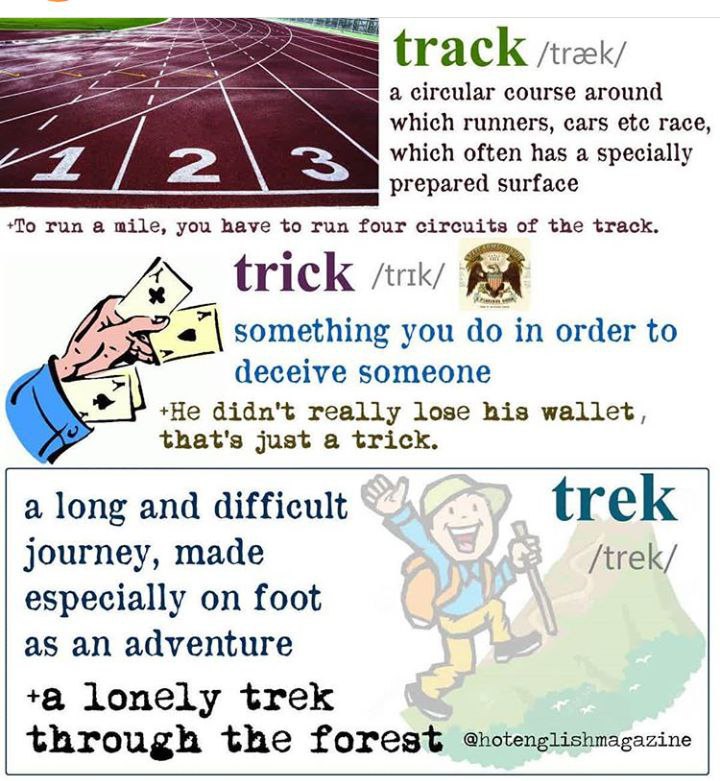 track /træk/
a circular course around
which runners, cars etc race,
which often has a specially
prepared surface
1 2 3
+To run a mile, you have to run four circuits of the track.
trick /trɪk/
something you do in order to
deceive someone
+He didn't really lose his wallet,
that's just a trick.
trek
/trek/
a long and difficult
journey, made
especially on foot
as an adventure
+a lonely trek
through the forest
@hotenglishmagazine